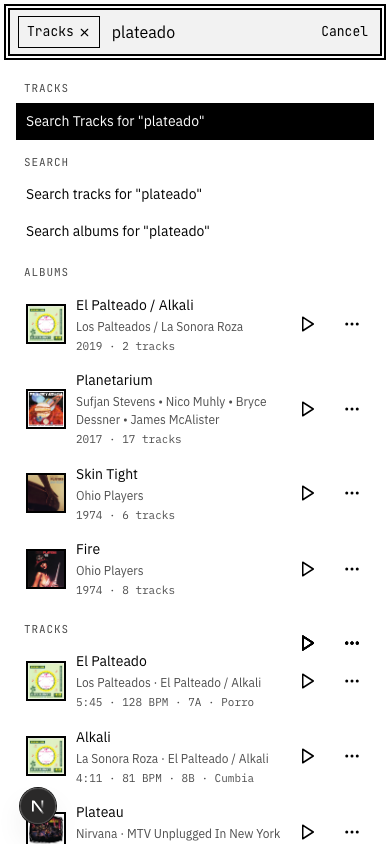 Tracks × plateado Cancel
TRACKS
Search Tracks for "plateado"
SEARCH
Search tracks for "plateado"
Search albums for "plateado"
ALBUMS
El Palteado / Alkali
Los Palteados / La Sonora Roza
2019 · 2 tracks
Planetarium
Sufjan Stevens • Nico Muhly • Bryce
Dessner • James McAlister
2017 · 17 tracks
Skin Tight
Ohio Players
1974 · 6 tracks
Fire
Ohio Players
1974 · 8 tracks
TRACKS
El Palteado
Los Palteados · El Palteado / Alkali
5:45 · 128 BPM · 7A · Porro
Alkali
La Sonora Roza · El Palteado / Alkali
4:11 · 81 BPM · 8B · Cumbia
N
Plateau
Nirvana · MTV Unplugged In New York